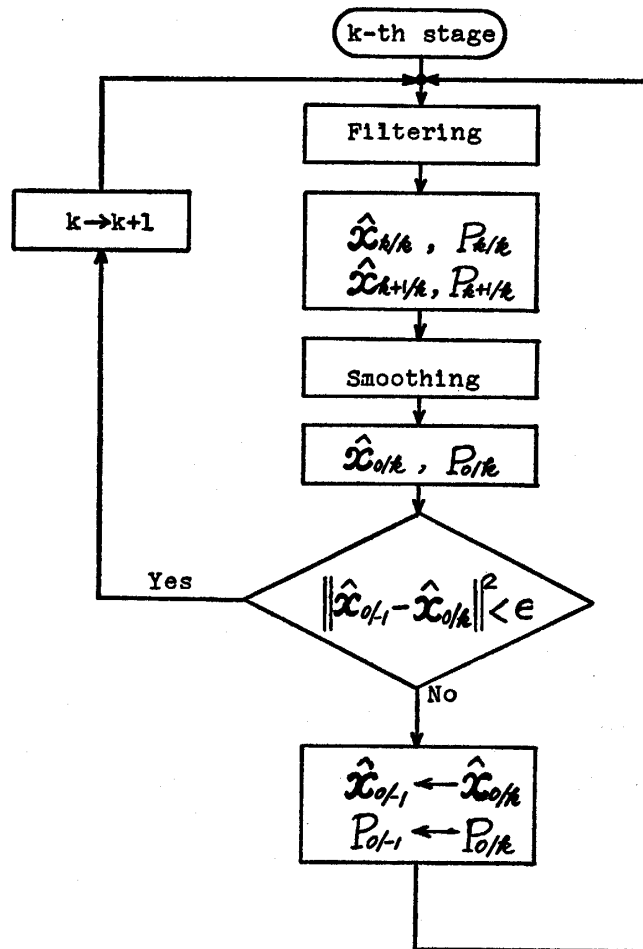 k-th stage
Filtering
k→k+1
x̂k/k , Pk/k
x̂k+1/k, Pk+1/k
Smoothing
x̂0/k , P0/k
Yes
‖x̂0/-1 - x̂0/k‖² < ϵ
No
x̂0/-1 ← x̂0/k
P0/-1 ← P0/k